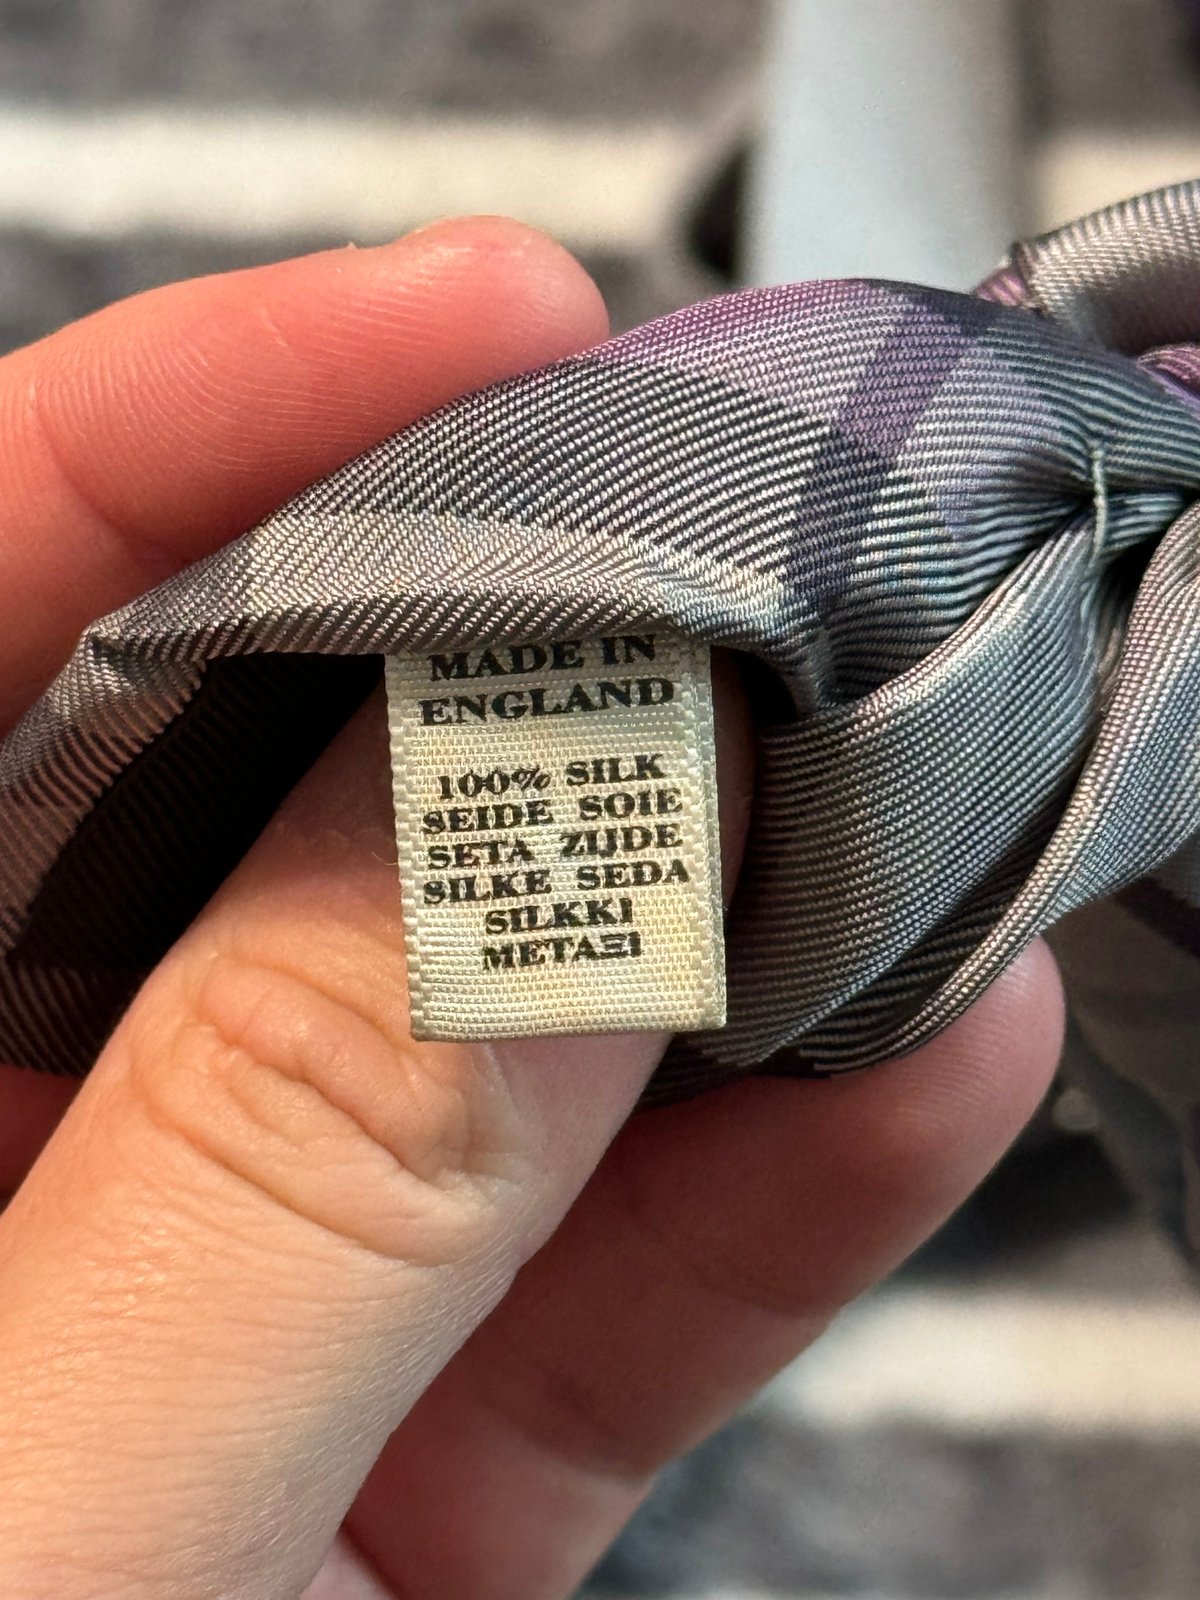 MADE IN
ENGLAND
100% SILK
SEIDE SOIE
SETA ZIJDE
SILKE SEDA
SILKKI
ΜΕΤΑΞΙ